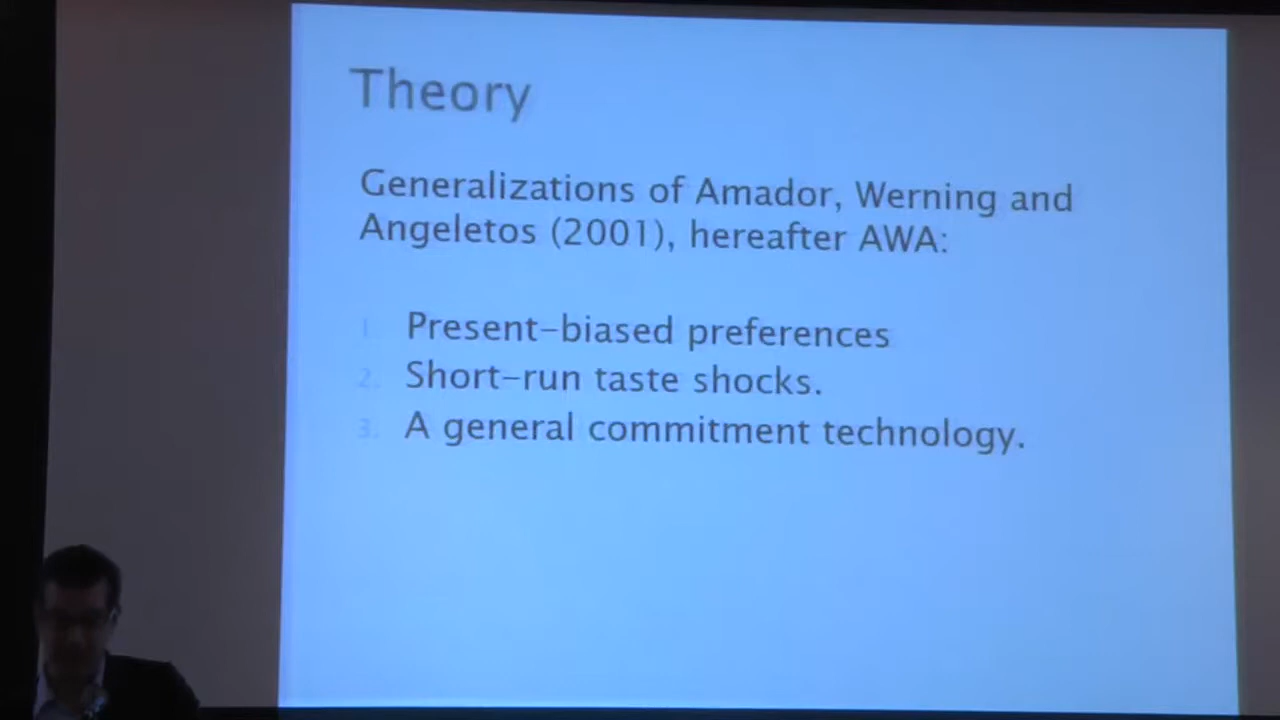 Theory
Generalizations of Amador, Werning and
Angeletos (2001), hereafter AWA:
1. Present-biased preferences
2. Short-run taste shocks.
3. A general commitment technology.